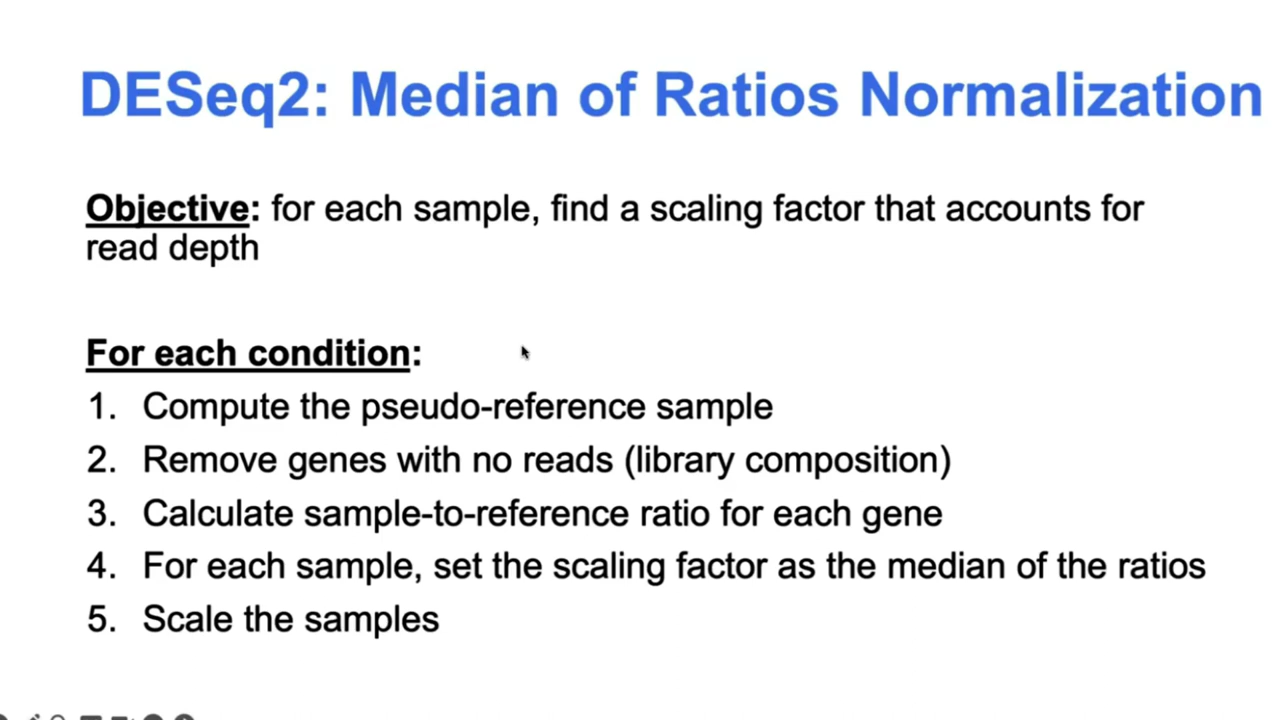 DESeq2: Median of Ratios Normalization
Objective: for each sample, find a scaling factor that accounts for
read depth
For each condition:
1. Compute the pseudo-reference sample
2. Remove genes with no reads (library composition)
3. Calculate sample-to-reference ratio for each gene
4. For each sample, set the scaling factor as the median of the ratios
5. Scale the samples